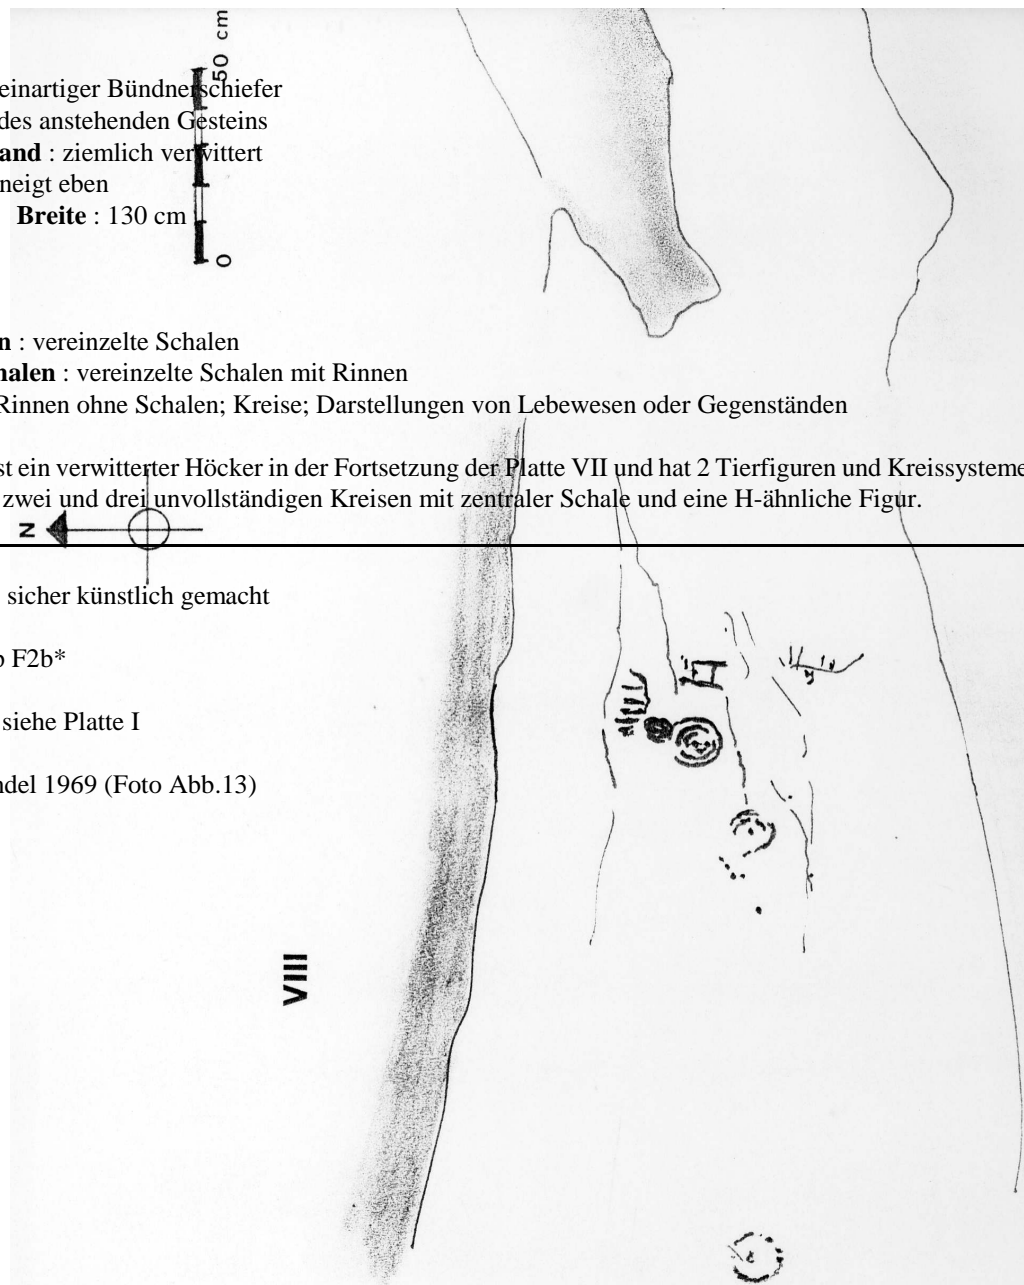 50 cm
einartiger Bündnerschiefer
des anstehenden Gesteins
and : ziemlich verwittert
neigt eben
Breite : 130 cm
0
n : vereinzelte Schalen
halen : vereinzelte Schalen mit Rinnen
Rinnen ohne Schalen; Kreise; Darstellungen von Lebewesen oder Gegenständen
st ein verwitterter Höcker in der Fortsetzung der Platte VII und hat 2 Tierfiguren und Kreissysteme
zwei und drei unvollständigen Kreisen mit zentraler Schale und eine H-ähnliche Figur.
N
sicher künstlich gemacht
F2b*
siehe Platte I
del 1969 (Foto Abb.13)
VIII